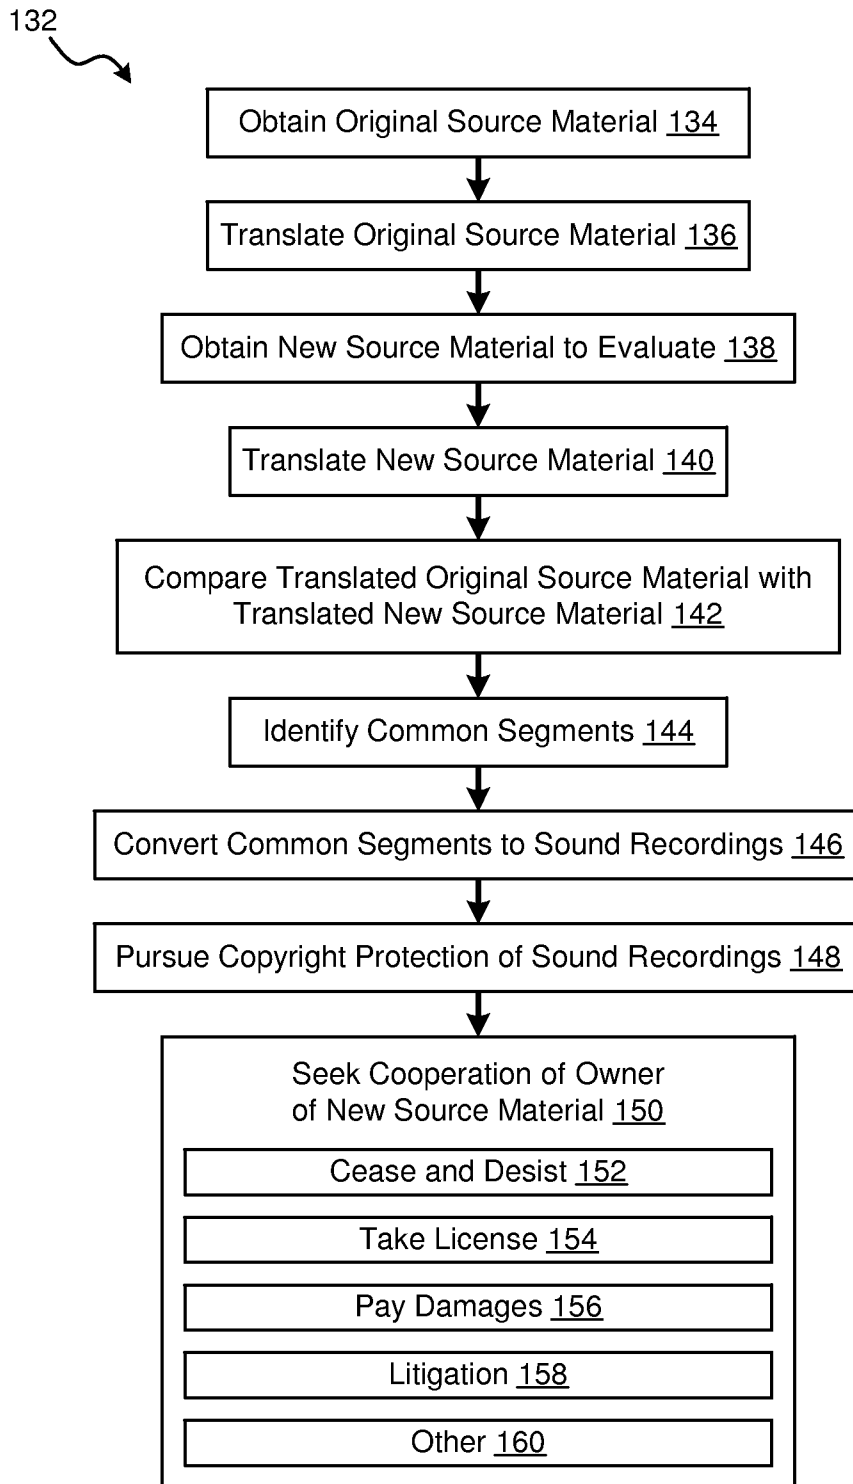 132
Obtain Original Source Material 134
Translate Original Source Material 136
Obtain New Source Material to Evaluate 138
Translate New Source Material 140
Compare Translated Original Source Material with
Translated New Source Material 142
Identify Common Segments 144
Convert Common Segments to Sound Recordings 146
Pursue Copyright Protection of Sound Recordings 148
Seek Cooperation of Owner
of New Source Material 150
Cease and Desist 152
Take License 154
Pay Damages 156
Litigation 158
Other 160